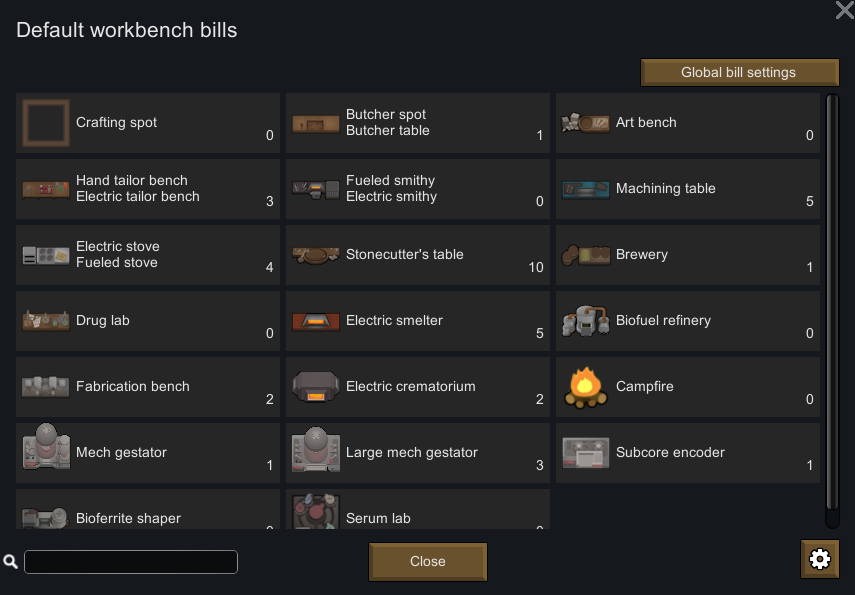 Default workbench bills
Global bill settings
Crafting spot
0
Butcher spot
Butcher table
1
Art bench
0
Hand tailor bench
Electric tailor bench
3
Fueled smithy
Electric smithy
0
Machining table
5
Electric stove
Fueled stove
4
Stonecutter's table
10
Brewery
1
Drug lab
0
Electric smelter
5
Biofuel refinery
0
Fabrication bench
2
Electric crematorium
2
Campfire
0
Mech gestator
1
Large mech gestator
3
Subcore encoder
1
Bioferrite shaper
Serum lab
Close